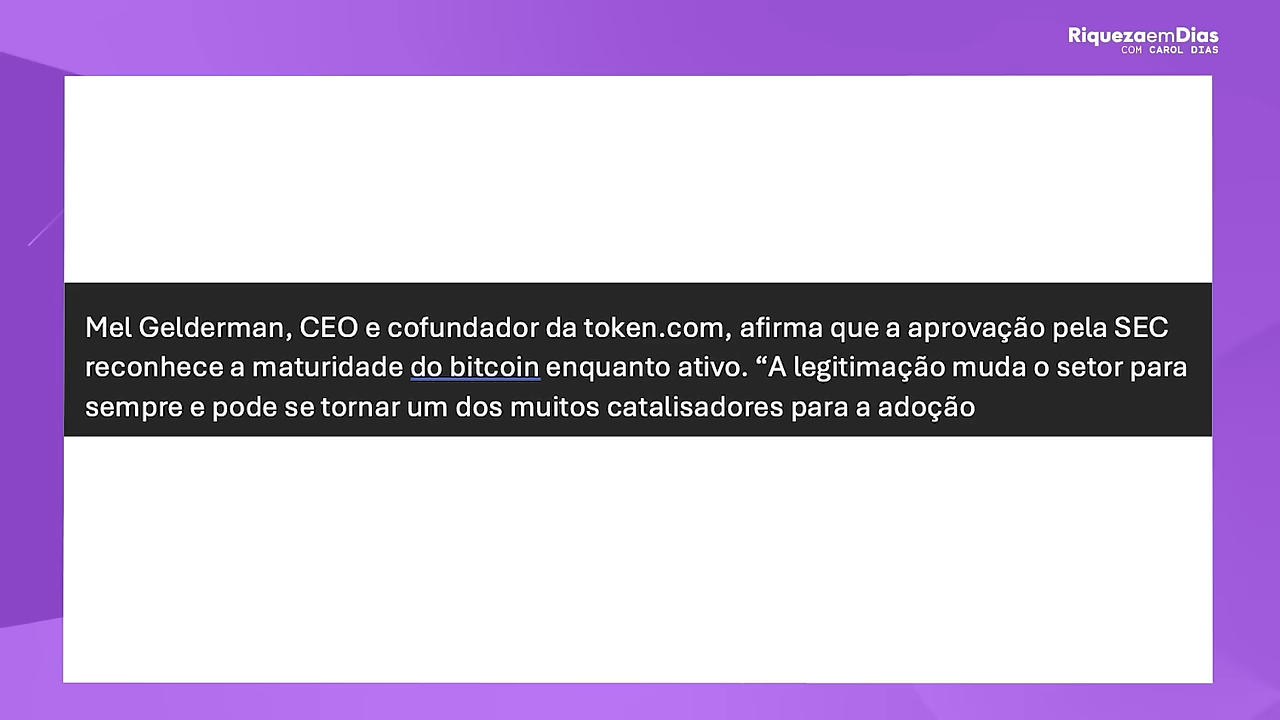 RiquezaemDias
COM CAROL DIAS
Mel Gelderman, CEO e cofundador da token.com, afirma que a aprovação pela SEC
reconhece a maturidade do bitcoin enquanto ativo. “A legitimação muda o setor para
sempre e pode se tornar um dos muitos catalisadores para a adoção